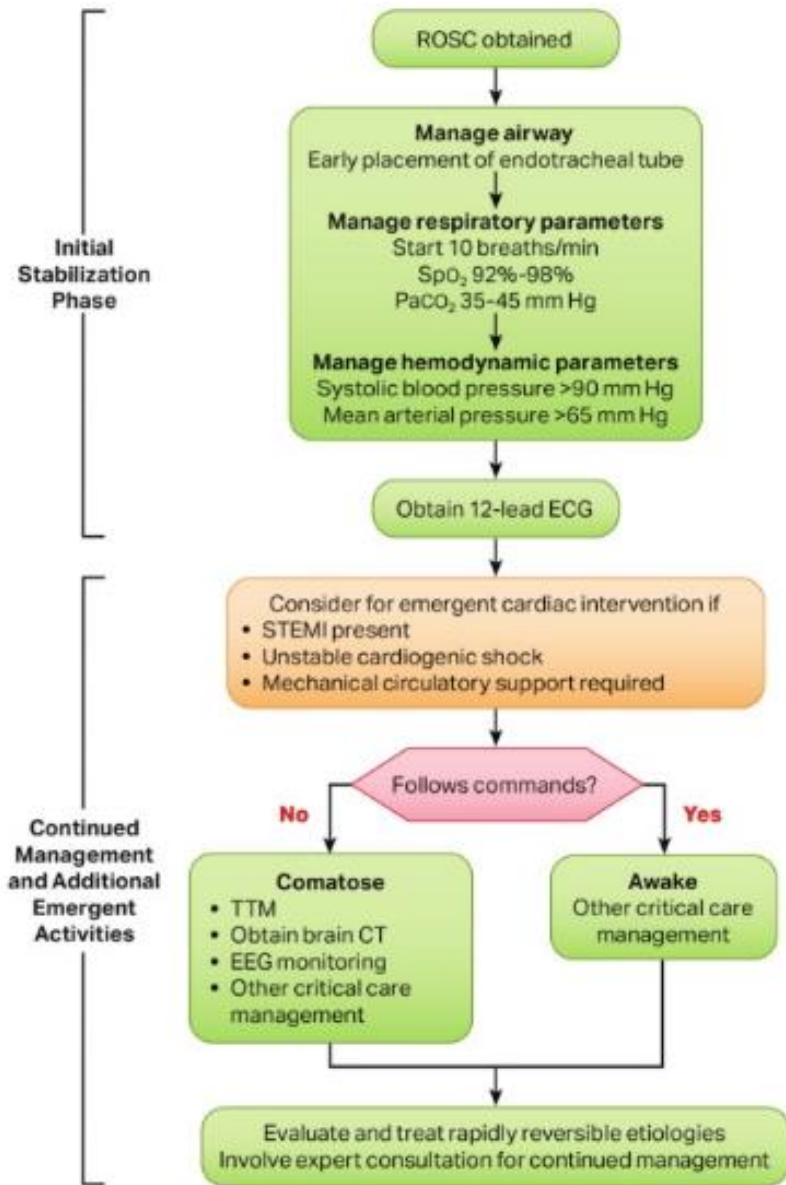 ROSC obtained
Manage airway
Early placement of endotracheal tube
Manage respiratory parameters
Start 10 breaths/min
SpO₂ 92%-98%
PaCO₂ 35-45 mm Hg
Manage hemodynamic parameters
Systolic blood pressure >90 mm Hg
Mean arterial pressure >65 mm Hg
Initial
Stabilization
Phase
Obtain 12-lead ECG
Consider for emergent cardiac intervention if
• STEMI present
• Unstable cardiogenic shock
• Mechanical circulatory support required
Follows commands?
No
Yes
Continued
Management
and Additional
Emergent
Activities
Comatose
• TTM
• Obtain brain CT
• EEG monitoring
• Other critical care
management
Awake
Other critical care
management
Evaluate and treat rapidly reversible etiologies
Involve expert consultation for continued management